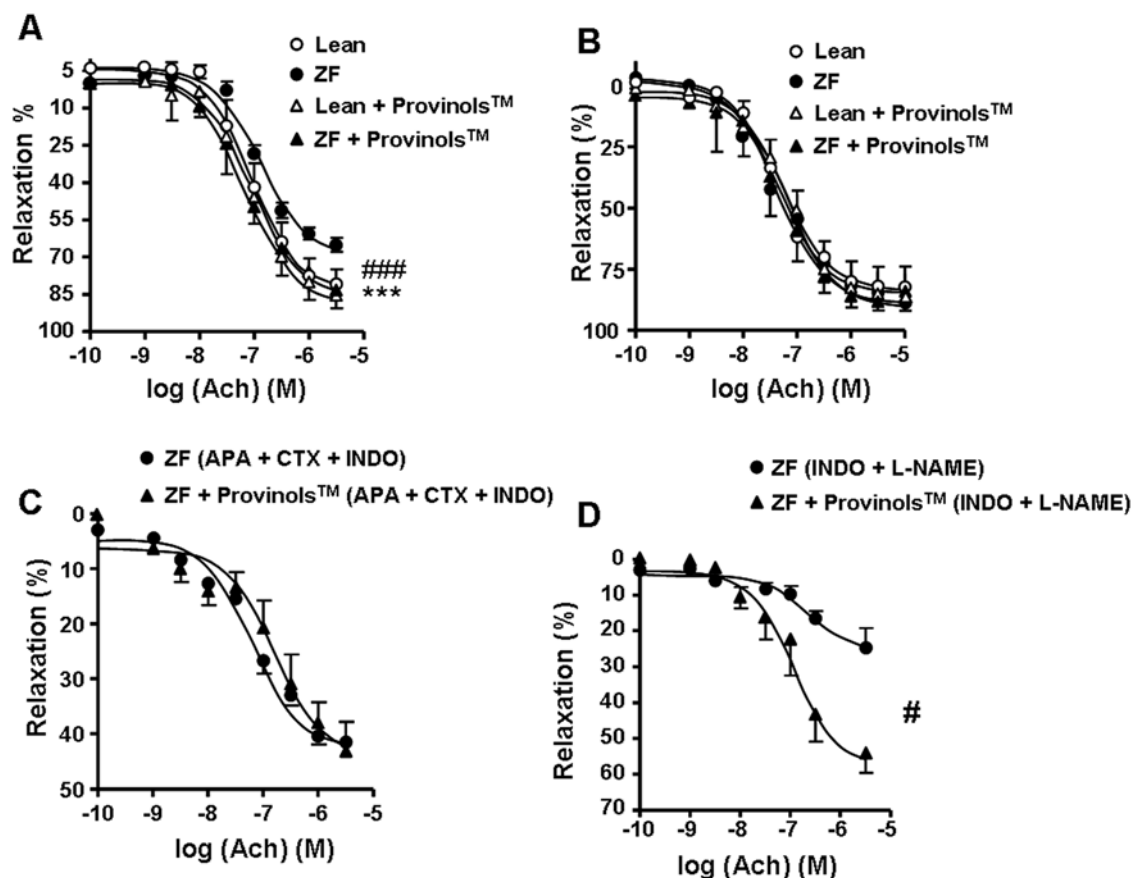 A
Lean
ZF
Lean + Provinols™
ZF + Provinols™
Relaxation %
5
10
25
40
55
70
85
100
###
***
-10 -9 -8 -7 -6 -5
log (Ach) (M)
B
Lean
ZF
Lean + Provinols™
ZF + Provinols™
Relaxation (%)
0
25
50
75
100
-10 -9 -8 -7 -6 -5
log (Ach) (M)
C
ZF (APA + CTX + INDO)
ZF + Provinols™ (APA + CTX + INDO)
Relaxation (%)
0
10
20
30
40
50
-10 -9 -8 -7 -6 -5
log (Ach) (M)
D
ZF (INDO + L-NAME)
ZF + Provinols™ (INDO + L-NAME)
Relaxation (%)
0
10
20
30
40
50
60
70
#
-10 -9 -8 -7 -6 -5
log (Ach) (M)